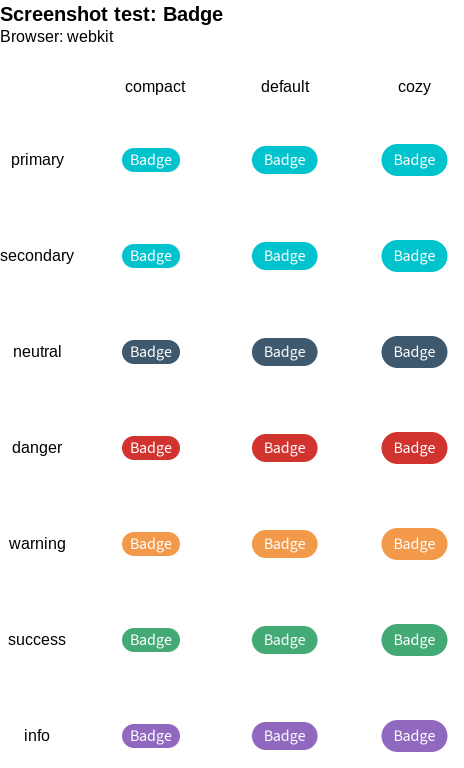 Screenshot test: Badge
Browser: webkit
compact default cozy
primary Badge Badge Badge
secondary Badge Badge Badge
neutral Badge Badge Badge
danger Badge Badge Badge
warning Badge Badge Badge
success Badge Badge Badge
info Badge Badge Badge